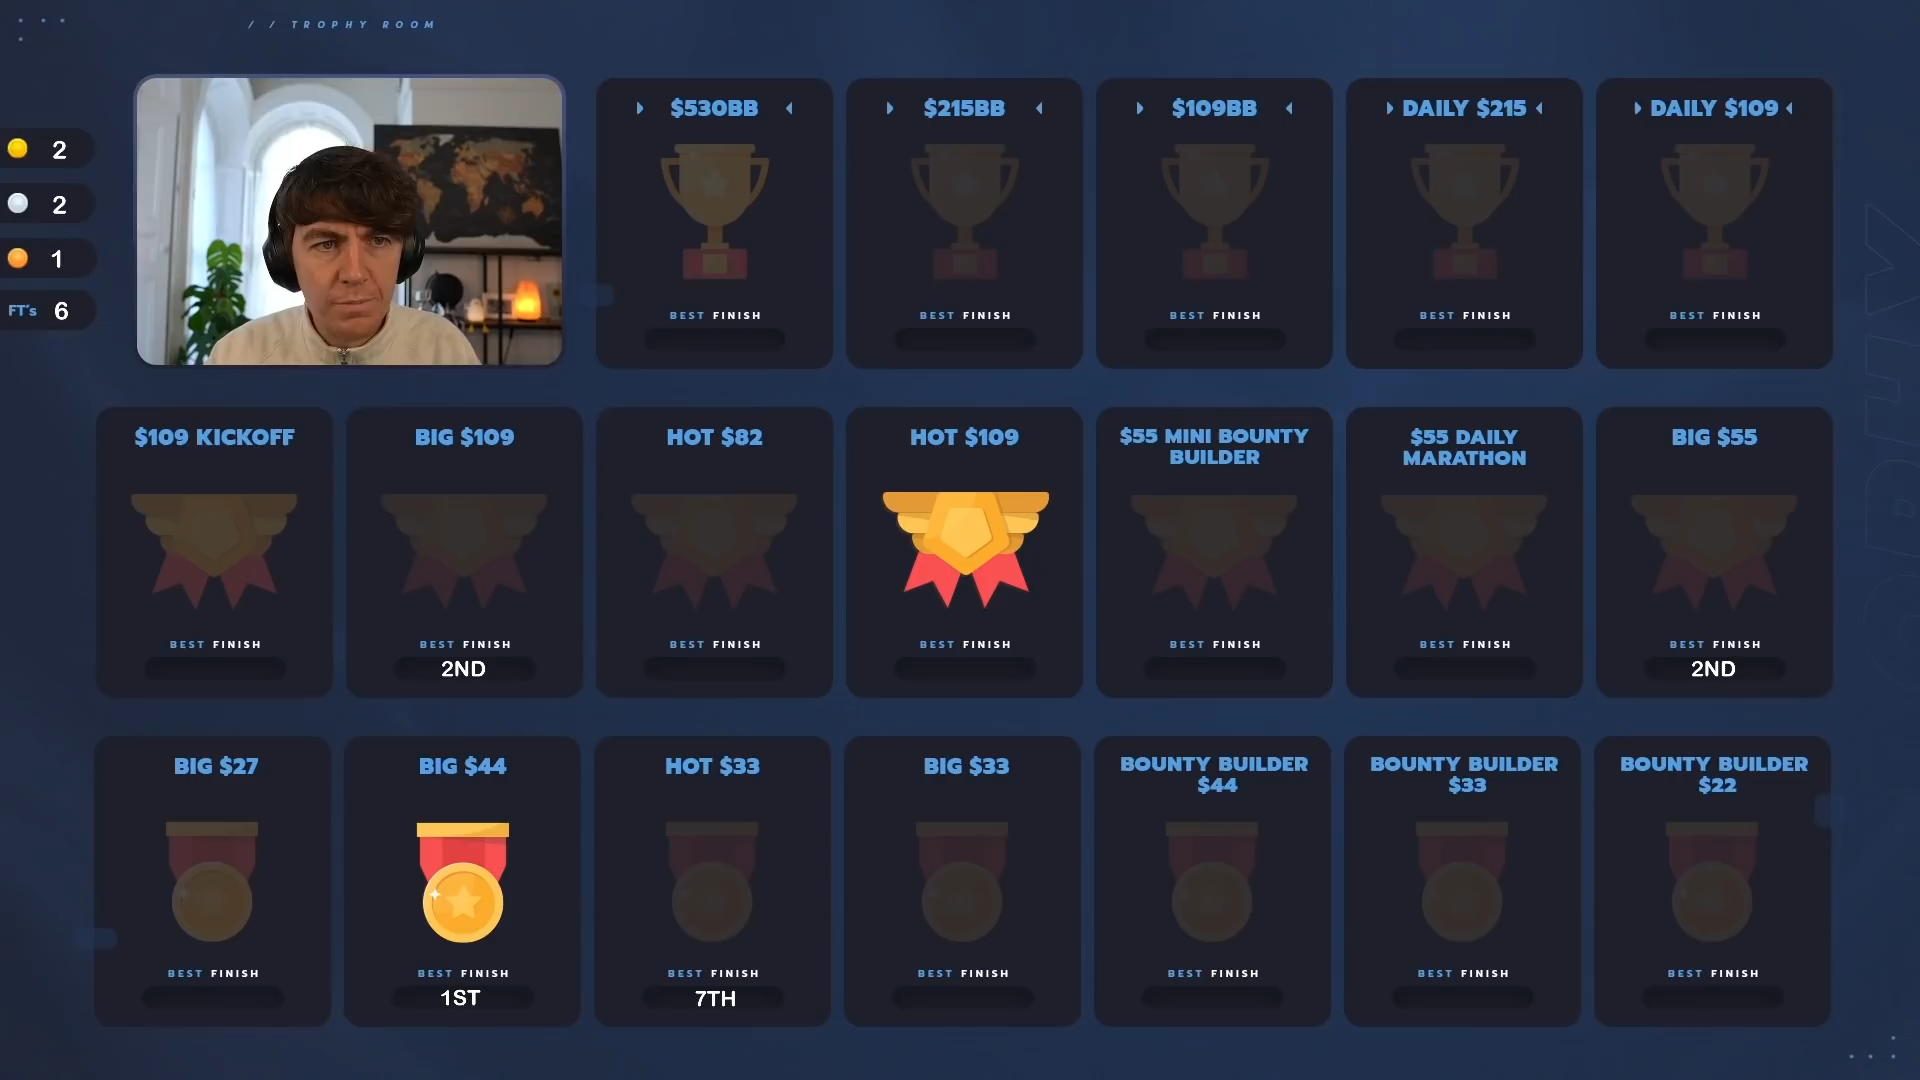 / / TROPHY ROOM
2
2
1
FT's 6
$530BB
BEST FINISH
$215BB
BEST FINISH
$109BB
BEST FINISH
DAILY $215
BEST FINISH
DAILY $109
BEST FINISH
$109 KICKOFF
BEST FINISH
BIG $109
BEST FINISH
2ND
HOT $82
BEST FINISH
HOT $109
BEST FINISH
$55 MINI BOUNTY
BUILDER
BEST FINISH
$55 DAILY
MARATHON
BEST FINISH
BIG $55
BEST FINISH
2ND
BIG $27
BEST FINISH
BIG $44
BEST FINISH
1ST
HOT $33
BEST FINISH
7TH
BIG $33
BEST FINISH
BOUNTY BUILDER
$44
BEST FINISH
BOUNTY BUILDER
$33
BEST FINISH
BOUNTY BUILDER
$22
BEST FINISH